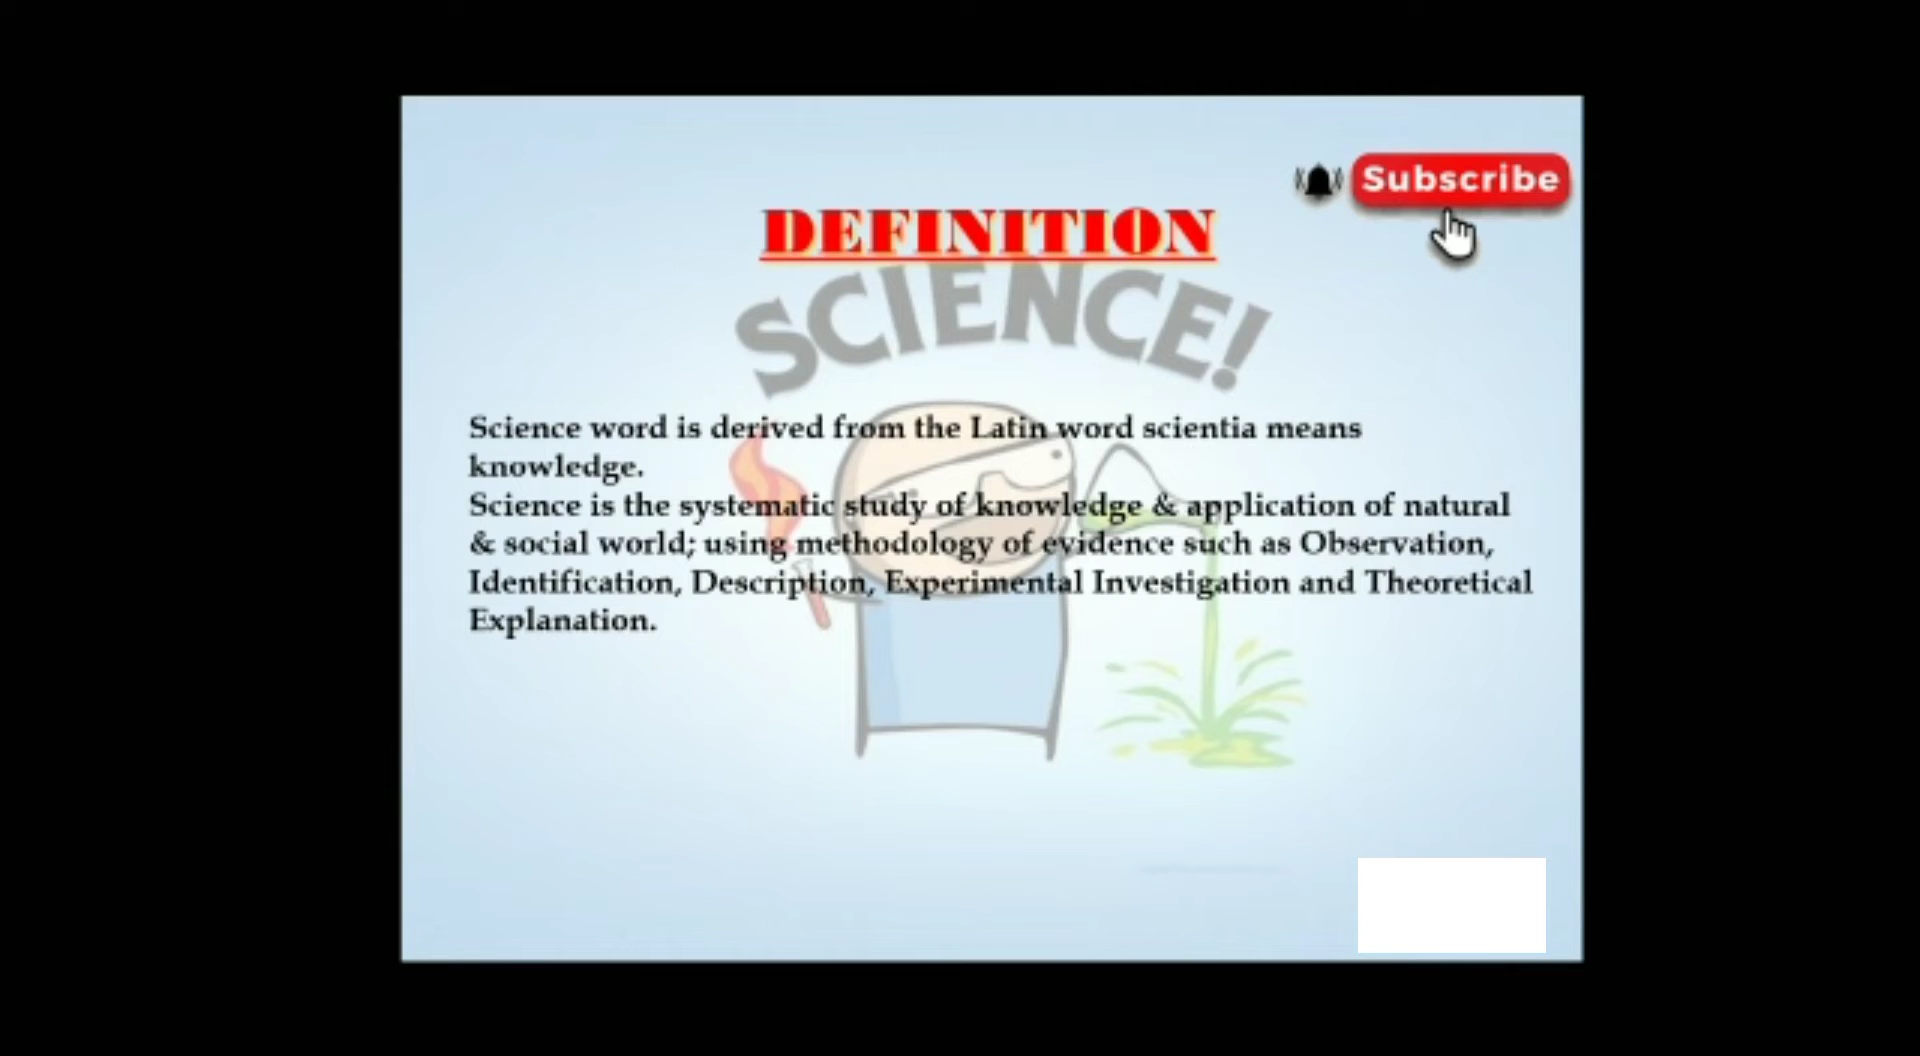 Subscribe
DEFINITION
SCIENCE!
Science word is derived from the Latin word scientia means
knowledge.
Science is the systematic study of knowledge & application of natural
& social world; using methodology of evidence such as Observation,
Identification, Description, Experimental Investigation and Theoretical
Explanation.